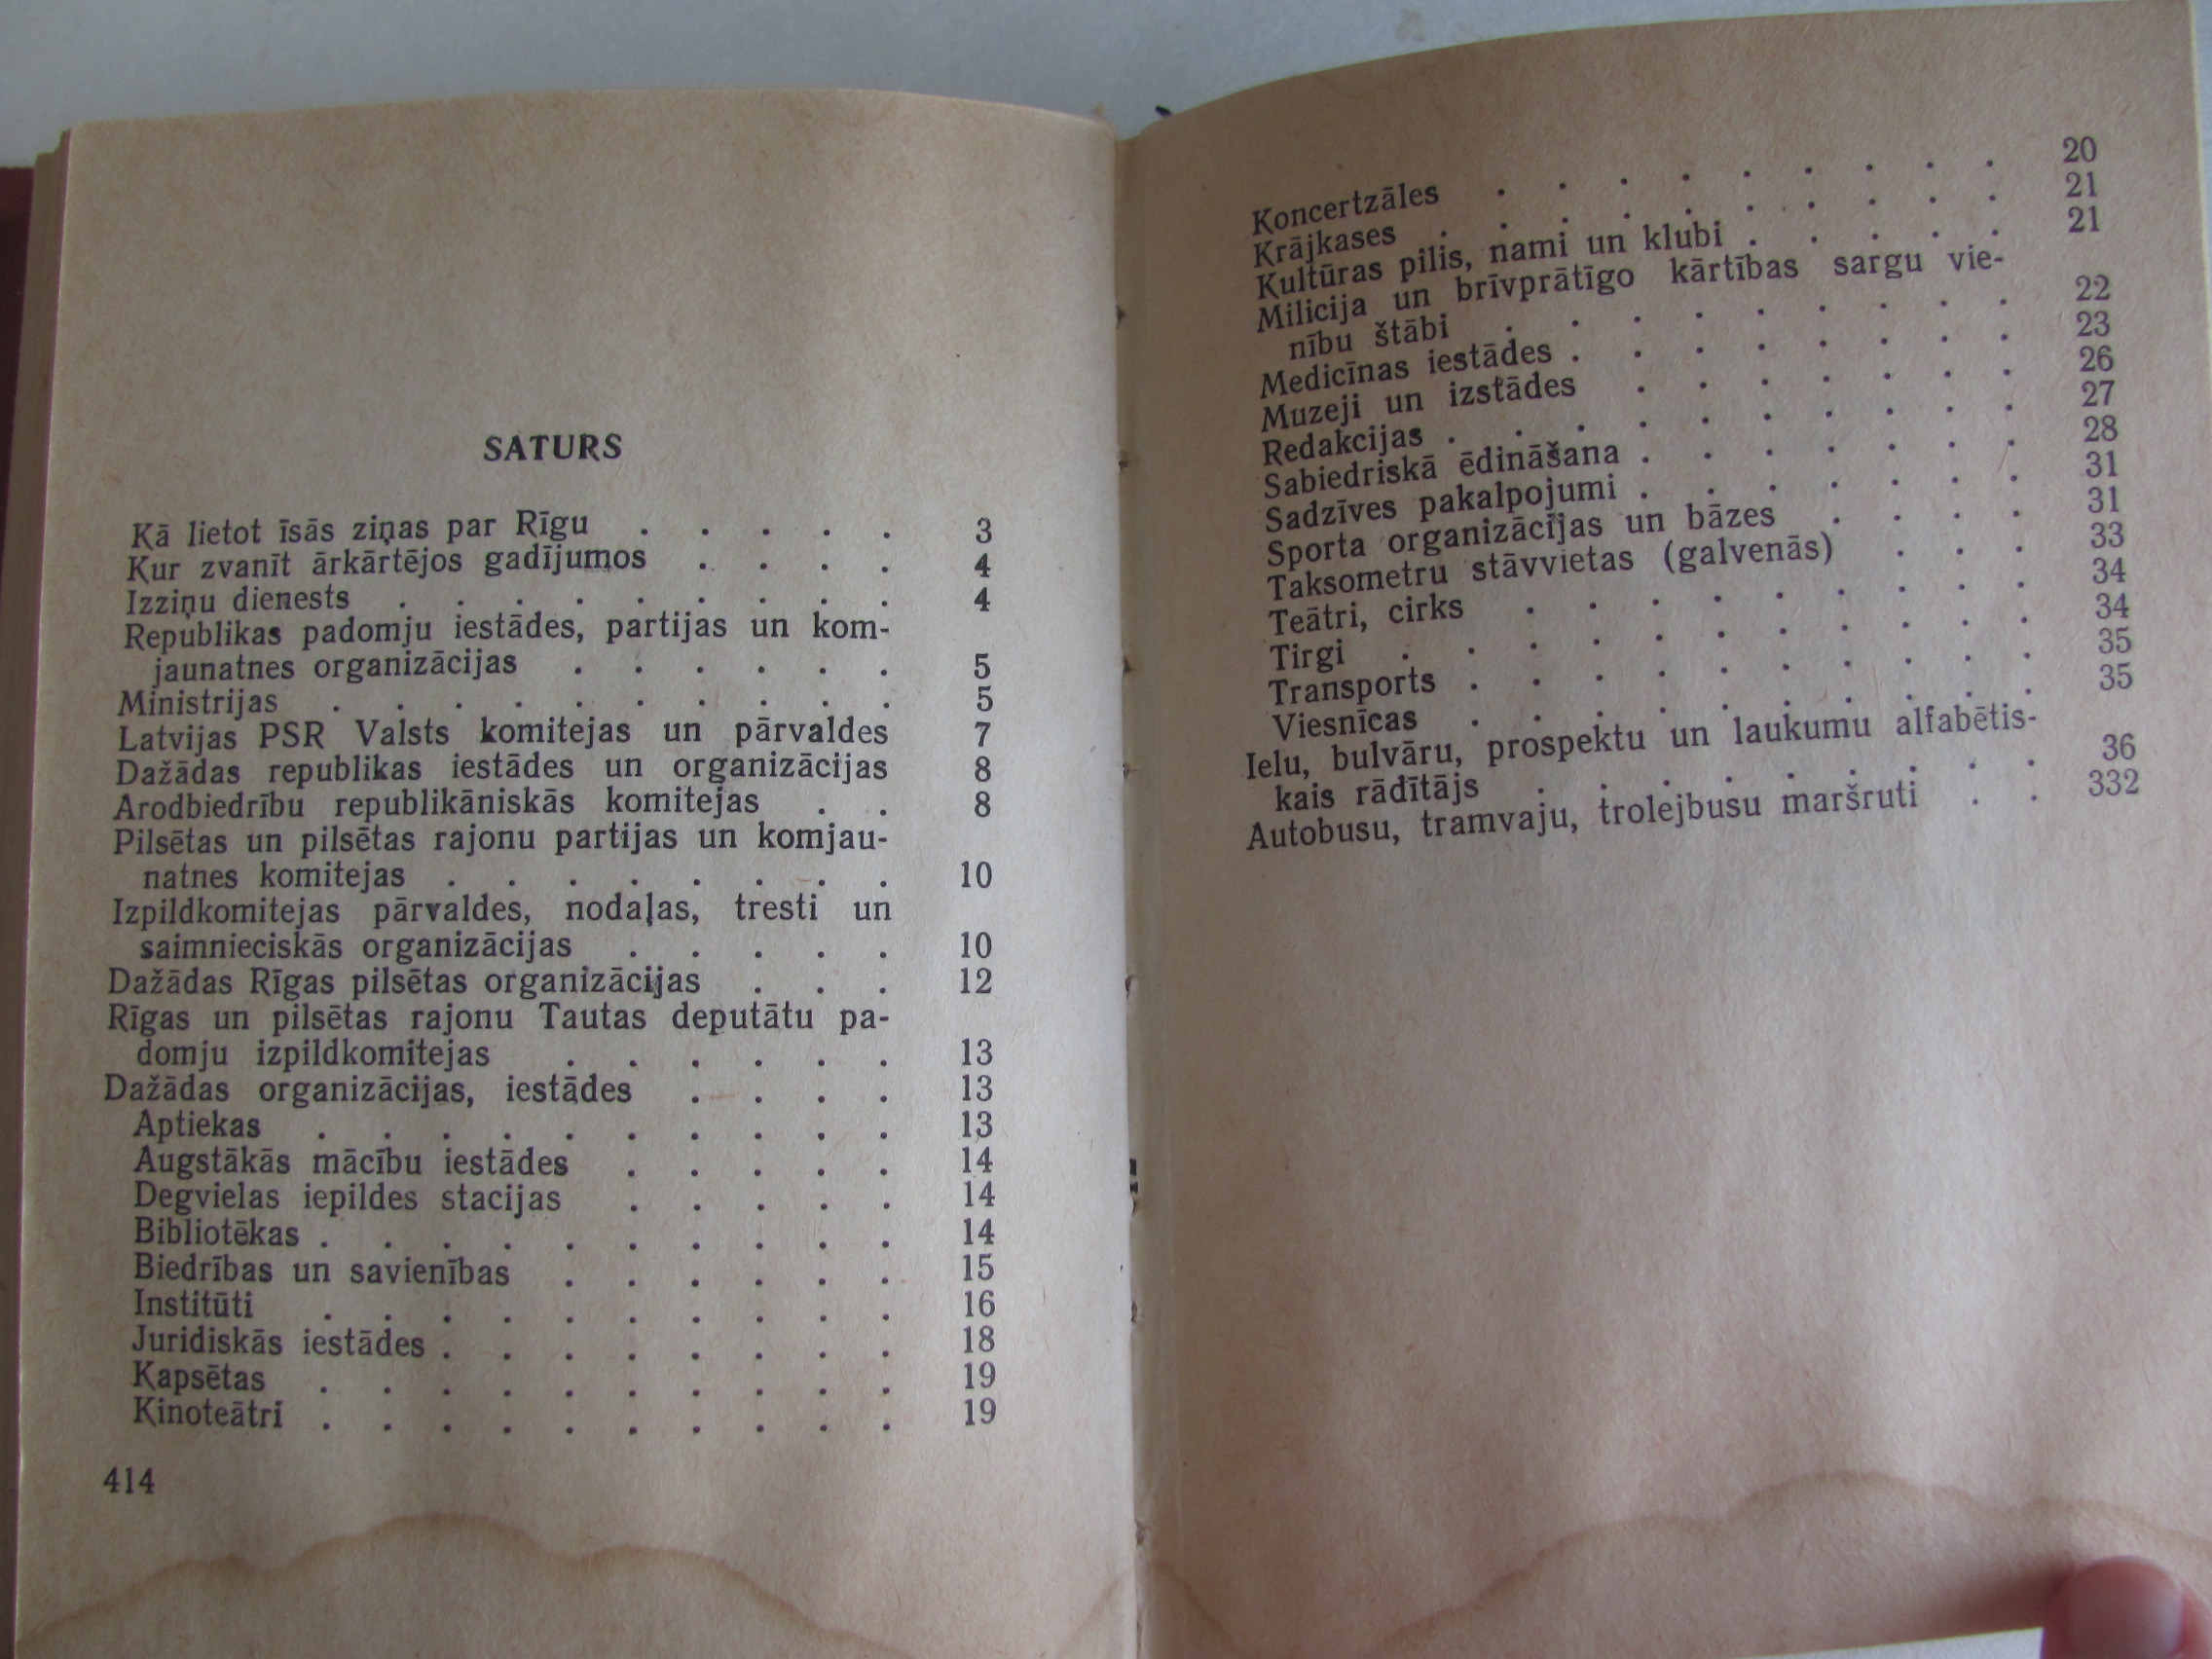 SATURS
Kā lietot īsās ziņas par Rīgu . . . . . 3
Kur zvanīt ārkārtējos gadījumos . . . . 4
Izziņu dienests . . . . . . . . . 4
Republikas padomju iestādes, partijas un kom-
jaunatnes organizācijas . . . . . . 5
Ministrijas . . . . . . . . . . 5
Latvijas PSR Valsts komitejas un pārvaldes 7
Dažādas republikas iestādes un organizācijas 8
Arodbiedrību republikāniskās komitejas . . 8
Pilsētas un pilsētas rajonu partijas un komjau-
natnes komitejas . . . . . . . . 10
Izpildkomitejas pārvaldes, nodaļas, tresti un
saimnieciskās organizācijas . . . . . 10
Dažādas Rīgas pilsētas organizācijas . . . 12
Rīgas un pilsētas rajonu Tautas deputātu pa-
domju izpildkomitejas . . . . . . 13
Dažādas organizācijas, iestādes . . . . 13
Aptiekas . . . . . . . . . . 13
Augstākās mācību iestādes . . . . . 14
Degvielas iepildes stacijas . . . . . 14
Bibliotēkas . . . . . . . . . . 14
Biedrības un savienības . . . . . . 15
Institūti . . . . . . . . . . 16
Juridiskās iestādes . . . . . . . . 18
Kapsētas . . . . . . . . . . 19
Kinoteātri . . . . . . . . . . 19
414
Koncertzāles . . . . . . . . . 20
Krājkases . . . . . . . . . . 21
Kultūras pilis, nami un klubi . . . . . 21
Milicija un brīvprātīgo kārtības sargu vie-
nību štābi . . . . . . . . . 22
Medicīnas iestādes . . . . . . . . 23
Muzeji un izstādes . . . . . . . 26
Redakcijas . . . . . . . . . . 27
Sabiedriskā ēdināšana . . . . . . . 28
Sadzīves pakalpojumi . . . . . . . 31
Sporta organizācijas un bāzes . . . . 31
Taksometru stāvvietas (galvenās) . . . 33
Teātri, cirks . . . . . . . . . 34
Tirgi . . . . . . . . . . . 34
Transports . . . . . . . . . . 35
Viesnīcas . . . . . . . . . . 35
Ielu, bulvāru, prospektu un laukumu alfabētis-
kais rādītājs . . . . . . . . . 36
Autobusu, tramvaju, trolejbusu maršruti . . 332